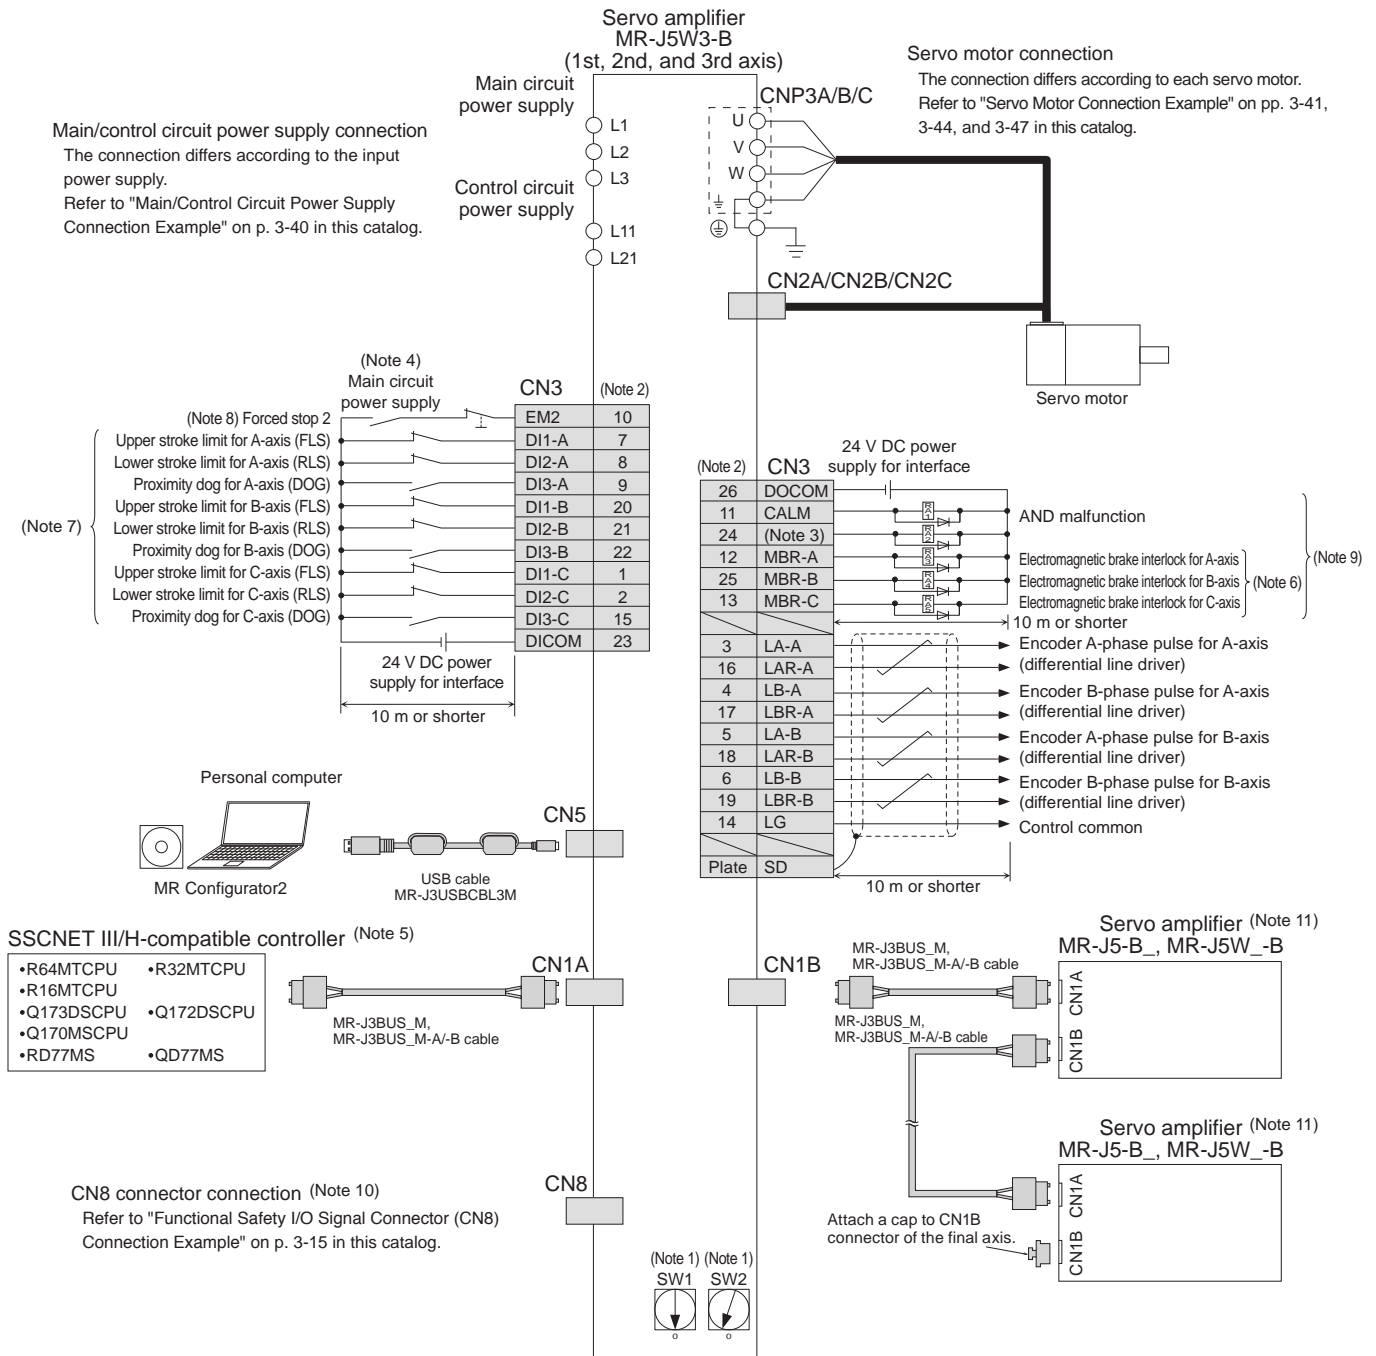 Servo amplifier
MR-J5W3-B
(1st, 2nd, and 3rd axis)
Main circuit
power supply
L1
L2
L3
Control circuit
power supply
L11
L21
Main/control circuit power supply connection
The connection differs according to the input
power supply.
Refer to "Main/Control Circuit Power Supply
Connection Example" on p. 3-40 in this catalog.
CNP3A/B/C
U
V
W
Servo motor connection
The connection differs according to each servo motor.
Refer to "Servo Motor Connection Example" on pp. 3-41,
3-44, and 3-47 in this catalog.
CN2A/CN2B/CN2C
Servo motor
(Note 4)
Main circuit
power supply
CN3 (Note 2)
(Note 8) Forced stop 2 EM2 10
Upper stroke limit for A-axis (FLS) DI1-A 7
Lower stroke limit for A-axis (RLS) DI2-A 8
Proximity dog for A-axis (DOG) DI3-A 9
Upper stroke limit for B-axis (FLS) DI1-B 20
(Note 7)
Lower stroke limit for B-axis (RLS) DI2-B 21
Proximity dog for B-axis (DOG) DI3-B 22
Upper stroke limit for C-axis (FLS) DI1-C 1
Lower stroke limit for C-axis (RLS) DI2-C 2
Proximity dog for C-axis (DOG) DI3-C 15
DICOM 23
24 V DC power
supply for interface
10 m or shorter
24 V DC power
supply for interface
(Note 2) CN3
26 DOCOM
11 CALM RA1 AND malfunction
24 (Note 3) RA2
12 MBR-A RA3 Electromagnetic brake interlock for A-axis
25 MBR-B RA4 Electromagnetic brake interlock for B-axis
13 MBR-C RA5 Electromagnetic brake interlock for C-axis
(Note 6)
(Note 9)
10 m or shorter
3 LA-A Encoder A-phase pulse for A-axis
16 LAR-A (differential line driver)
4 LB-A Encoder B-phase pulse for A-axis
17 LBR-A (differential line driver)
5 LA-B Encoder A-phase pulse for B-axis
18 LAR-B (differential line driver)
6 LB-B Encoder B-phase pulse for B-axis
19 LBR-B (differential line driver)
14 LG Control common
Plate SD
10 m or shorter
Personal computer
MR Configurator2
USB cable
MR-J3USBCBL3M
CN5
SSCNET III/H-compatible controller (Note 5)
•R64MTCPU •R32MTCPU
•R16MTCPU
•Q173DSCPU •Q172DSCPU
•Q170MSCPU
•RD77MS •QD77MS
MR-J3BUS_M,
MR-J3BUS_M-A/-B cable
CN1A
CN1B
MR-J3BUS_M,
MR-J3BUS_M-A/-B cable
MR-J3BUS_M,
MR-J3BUS_M-A/-B cable
Servo amplifier (Note 11)
MR-J5-B_, MR-J5W_-B
CN1A
CN1B
Servo amplifier (Note 11)
MR-J5-B_, MR-J5W_-B
CN1A
CN1B
Attach a cap to CN1B
connector of the final axis.
CN8 connector connection (Note 10)
Refer to "Functional Safety I/O Signal Connector (CN8)
Connection Example" on p. 3-15 in this catalog.
CN8
(Note 1) (Note 1)
SW1 SW2
0 0